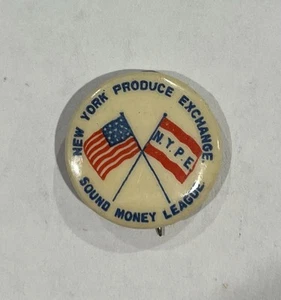 NEW YORK PRODUCE EXCHANGE
N.Y.P.E.
SOUND MONEY LEAGUE